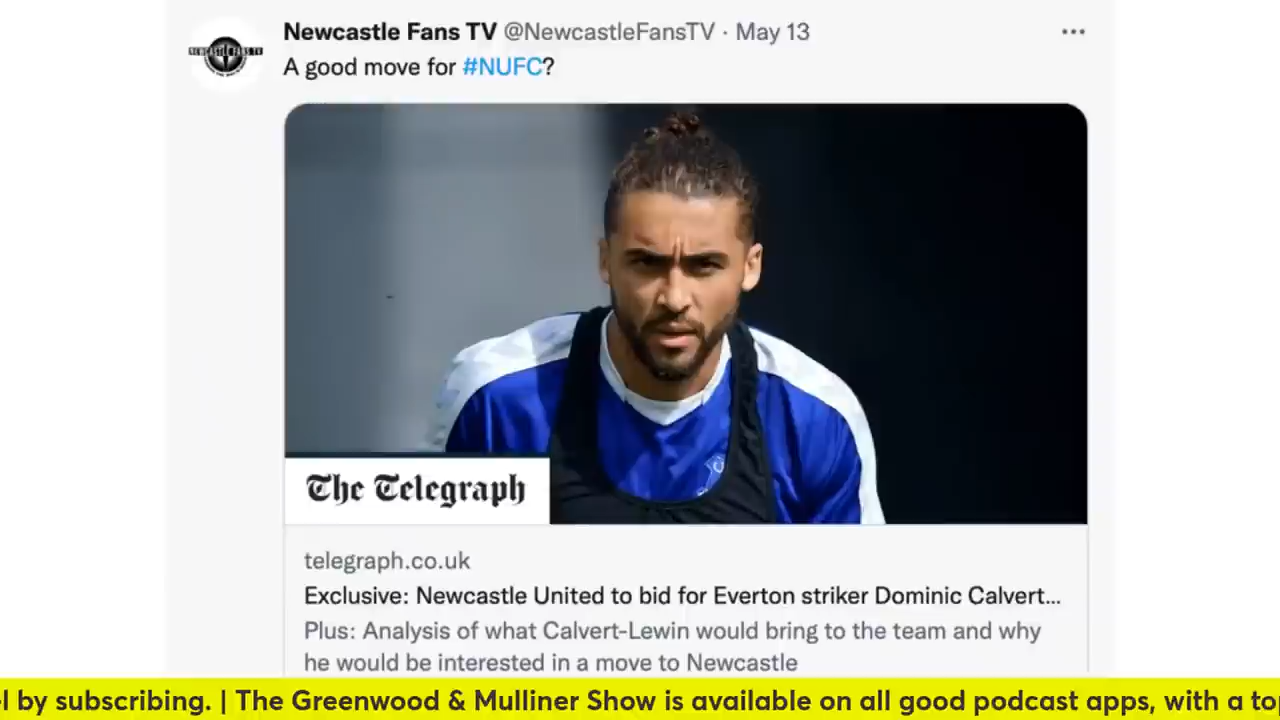 Newcastle Fans TV @NewcastleFansTV · May 13
A good move for #NUFC?
NEWCASTLE FANS TV
The Telegraph
telegraph.co.uk
Exclusive: Newcastle United to bid for Everton striker Dominic Calvert...
Plus: Analysis of what Calvert-Lewin would bring to the team and why
he would be interested in a move to Newcastle
by subscribing. | The Greenwood & Mulliner Show is available on all good podcast apps, with a